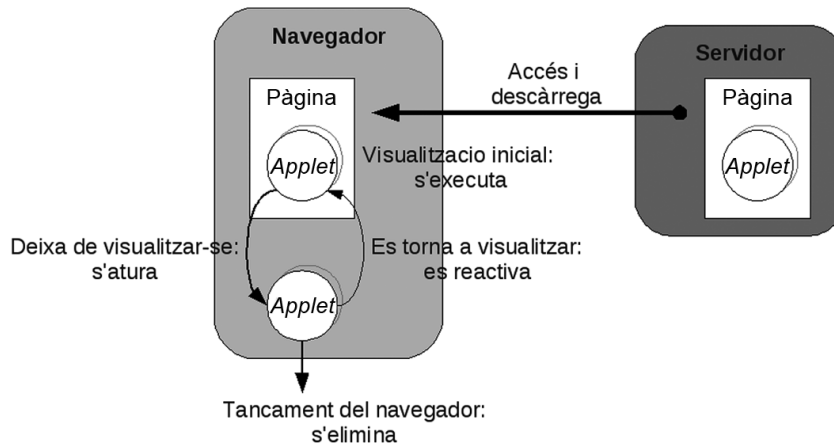 Navegador
Servidor
Accés i
descàrrega
Pàgina
Pàgina
Applet
Applet
Visualitzacio inicial:
s'executa
Deixa de visualitzar-se:
s'atura
Es torna a visualitzar:
es reactiva
Applet
Tancament del navegador:
s'elimina